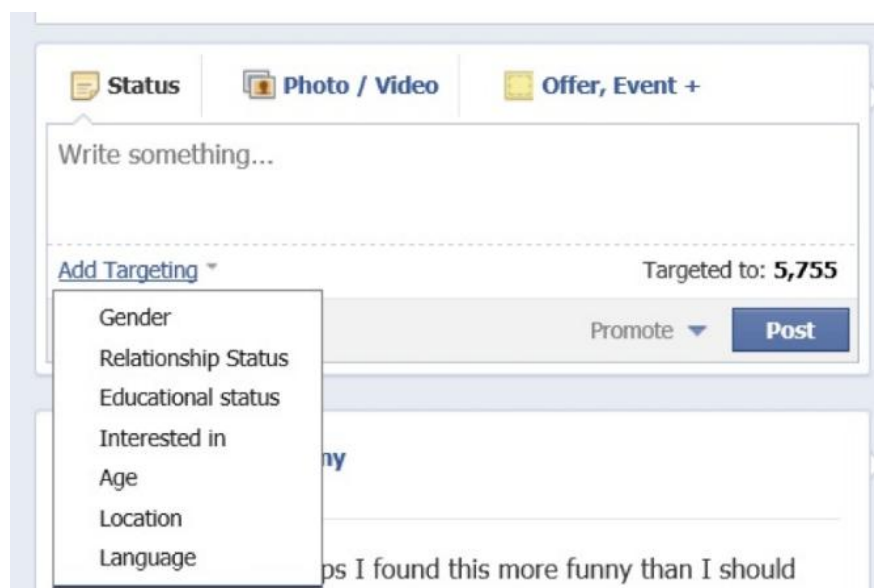 Status Photo / Video Offer, Event +
Write something...
Add Targeting Targeted to: 5,755
Gender
Promote Post
Relationship Status
Educational status
Interested in
ny
Age
Location
Language
ps I found this more funny than I should